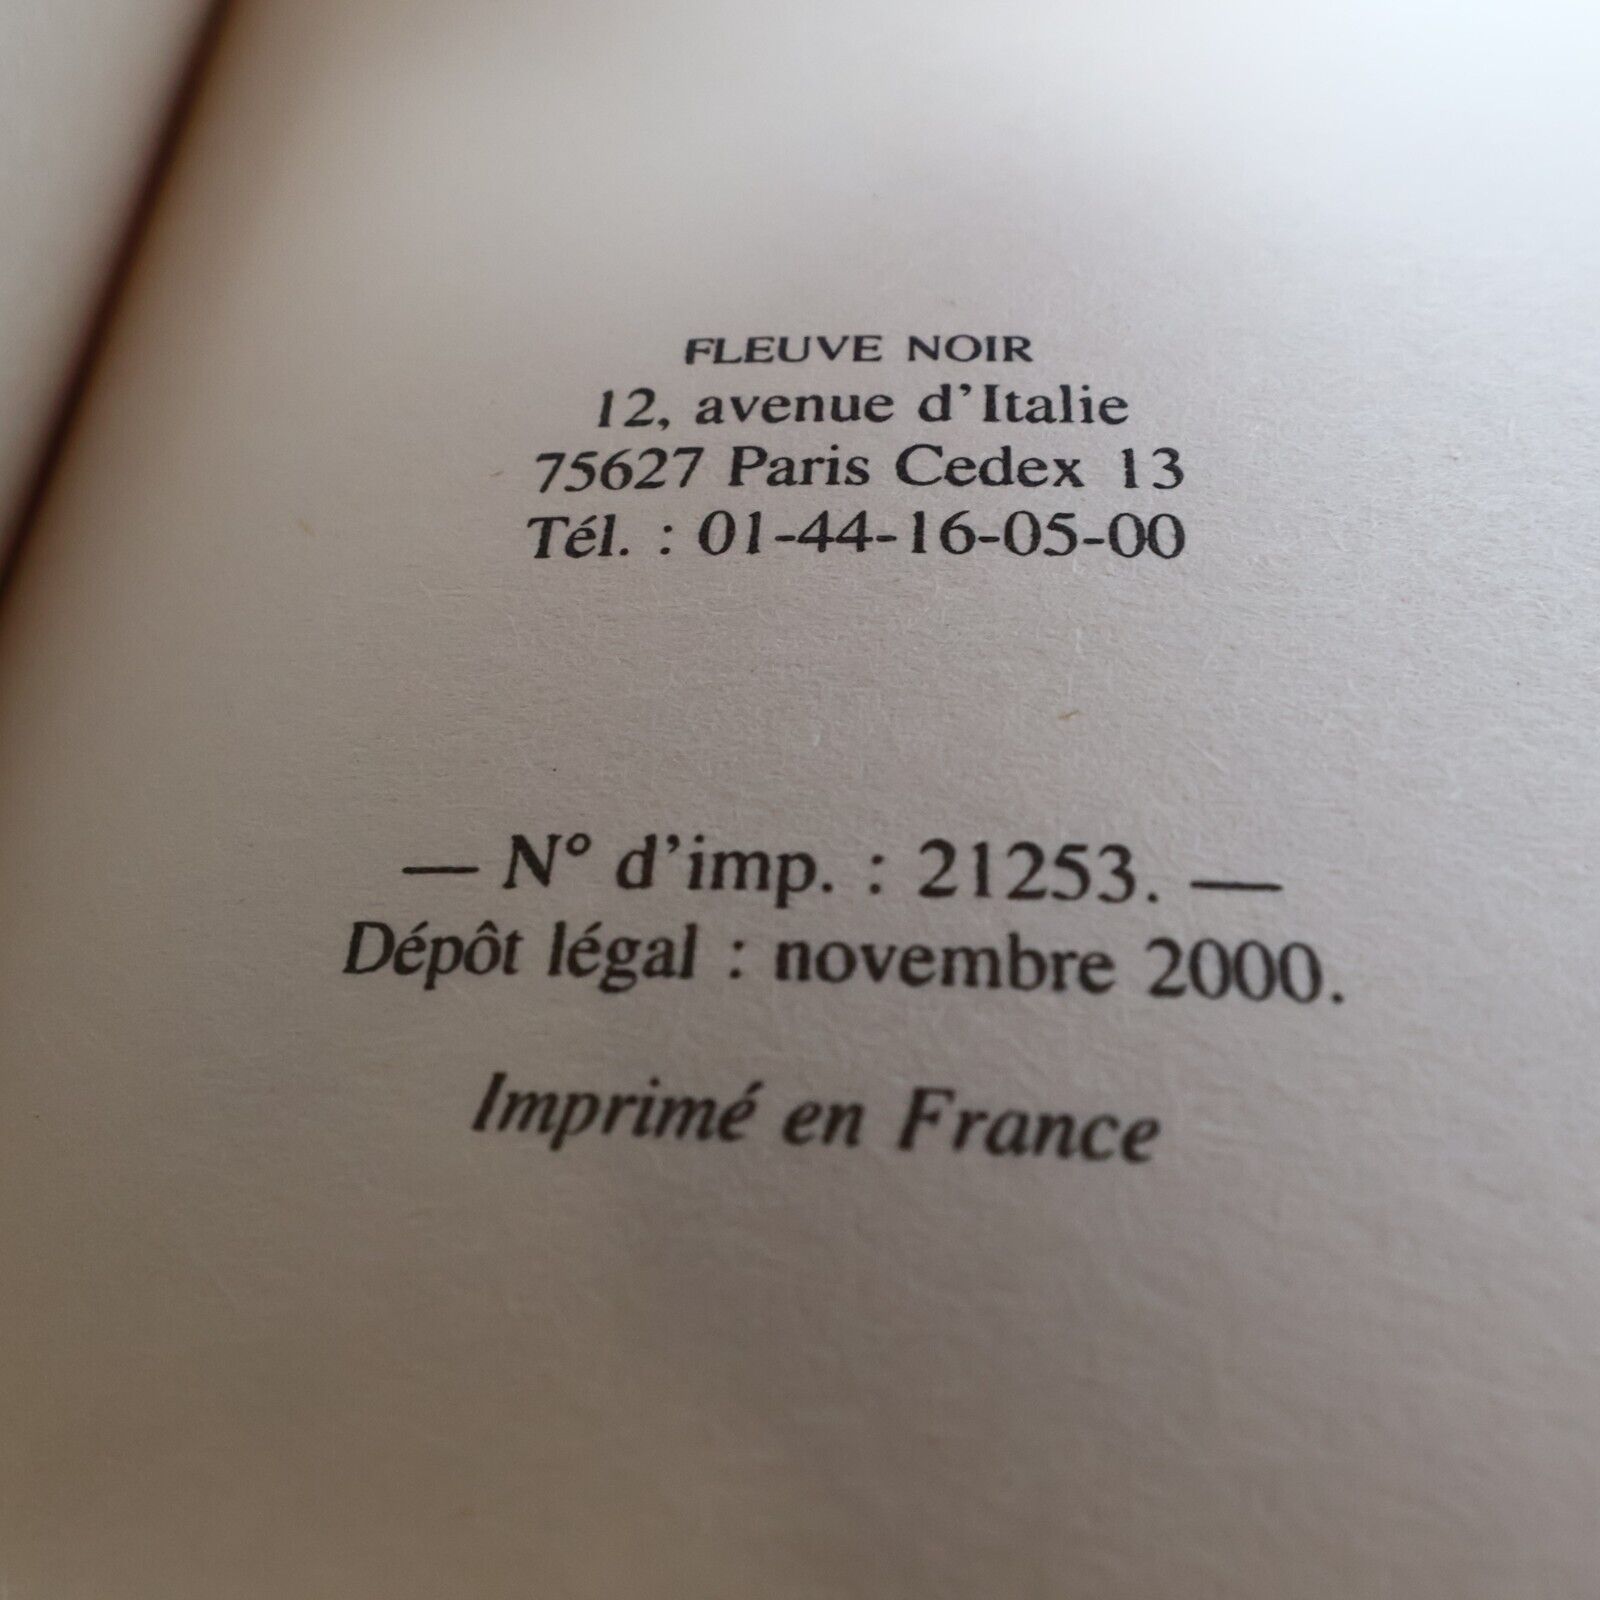 FLEUVE NOIR
12, avenue d'Italie
75627 Paris Cedex 13
Tél. : 01-44-16-05-00
— N° d'imp. : 21253. —
Dépôt légal : novembre 2000.
Imprimé en France